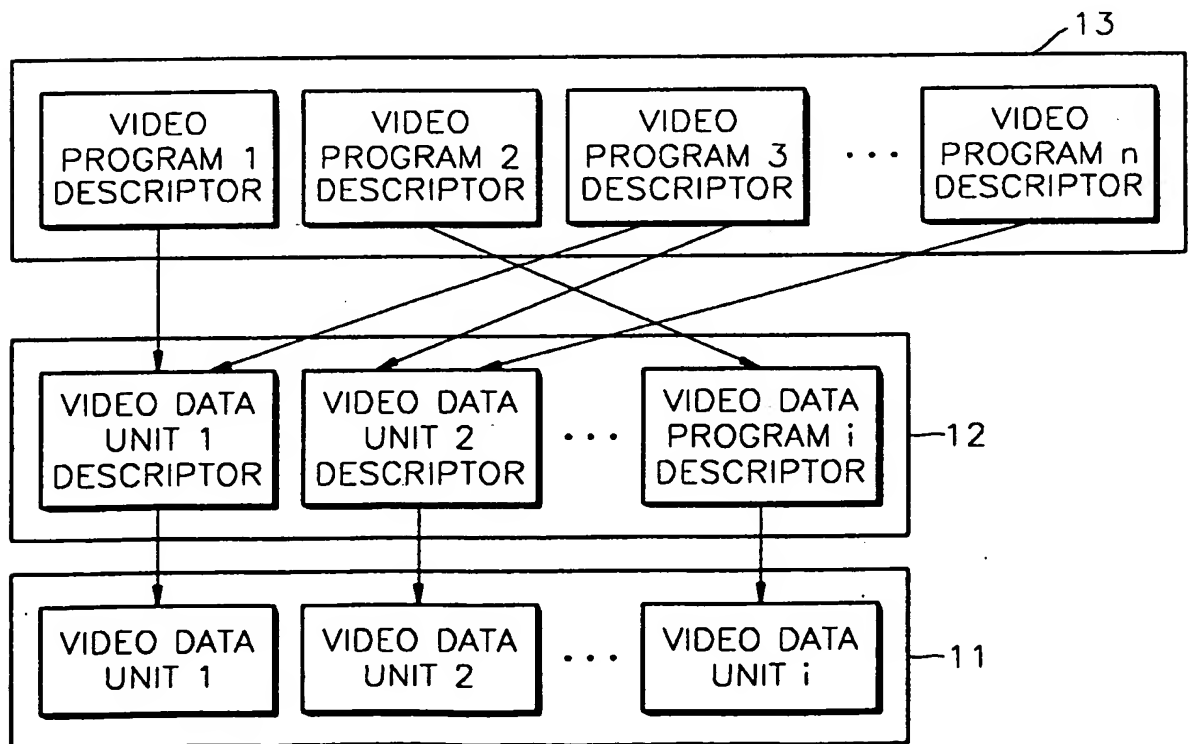 13
VIDEO
PROGRAM 1
DESCRIPTOR
VIDEO
PROGRAM 2
DESCRIPTOR
VIDEO
PROGRAM 3
DESCRIPTOR
...
VIDEO
PROGRAM n
DESCRIPTOR
VIDEO DATA
UNIT 1
DESCRIPTOR
VIDEO DATA
UNIT 2
DESCRIPTOR
...
VIDEO DATA
PROGRAM i
DESCRIPTOR
12
VIDEO DATA
UNIT 1
VIDEO DATA
UNIT 2
...
VIDEO DATA
UNIT i
11